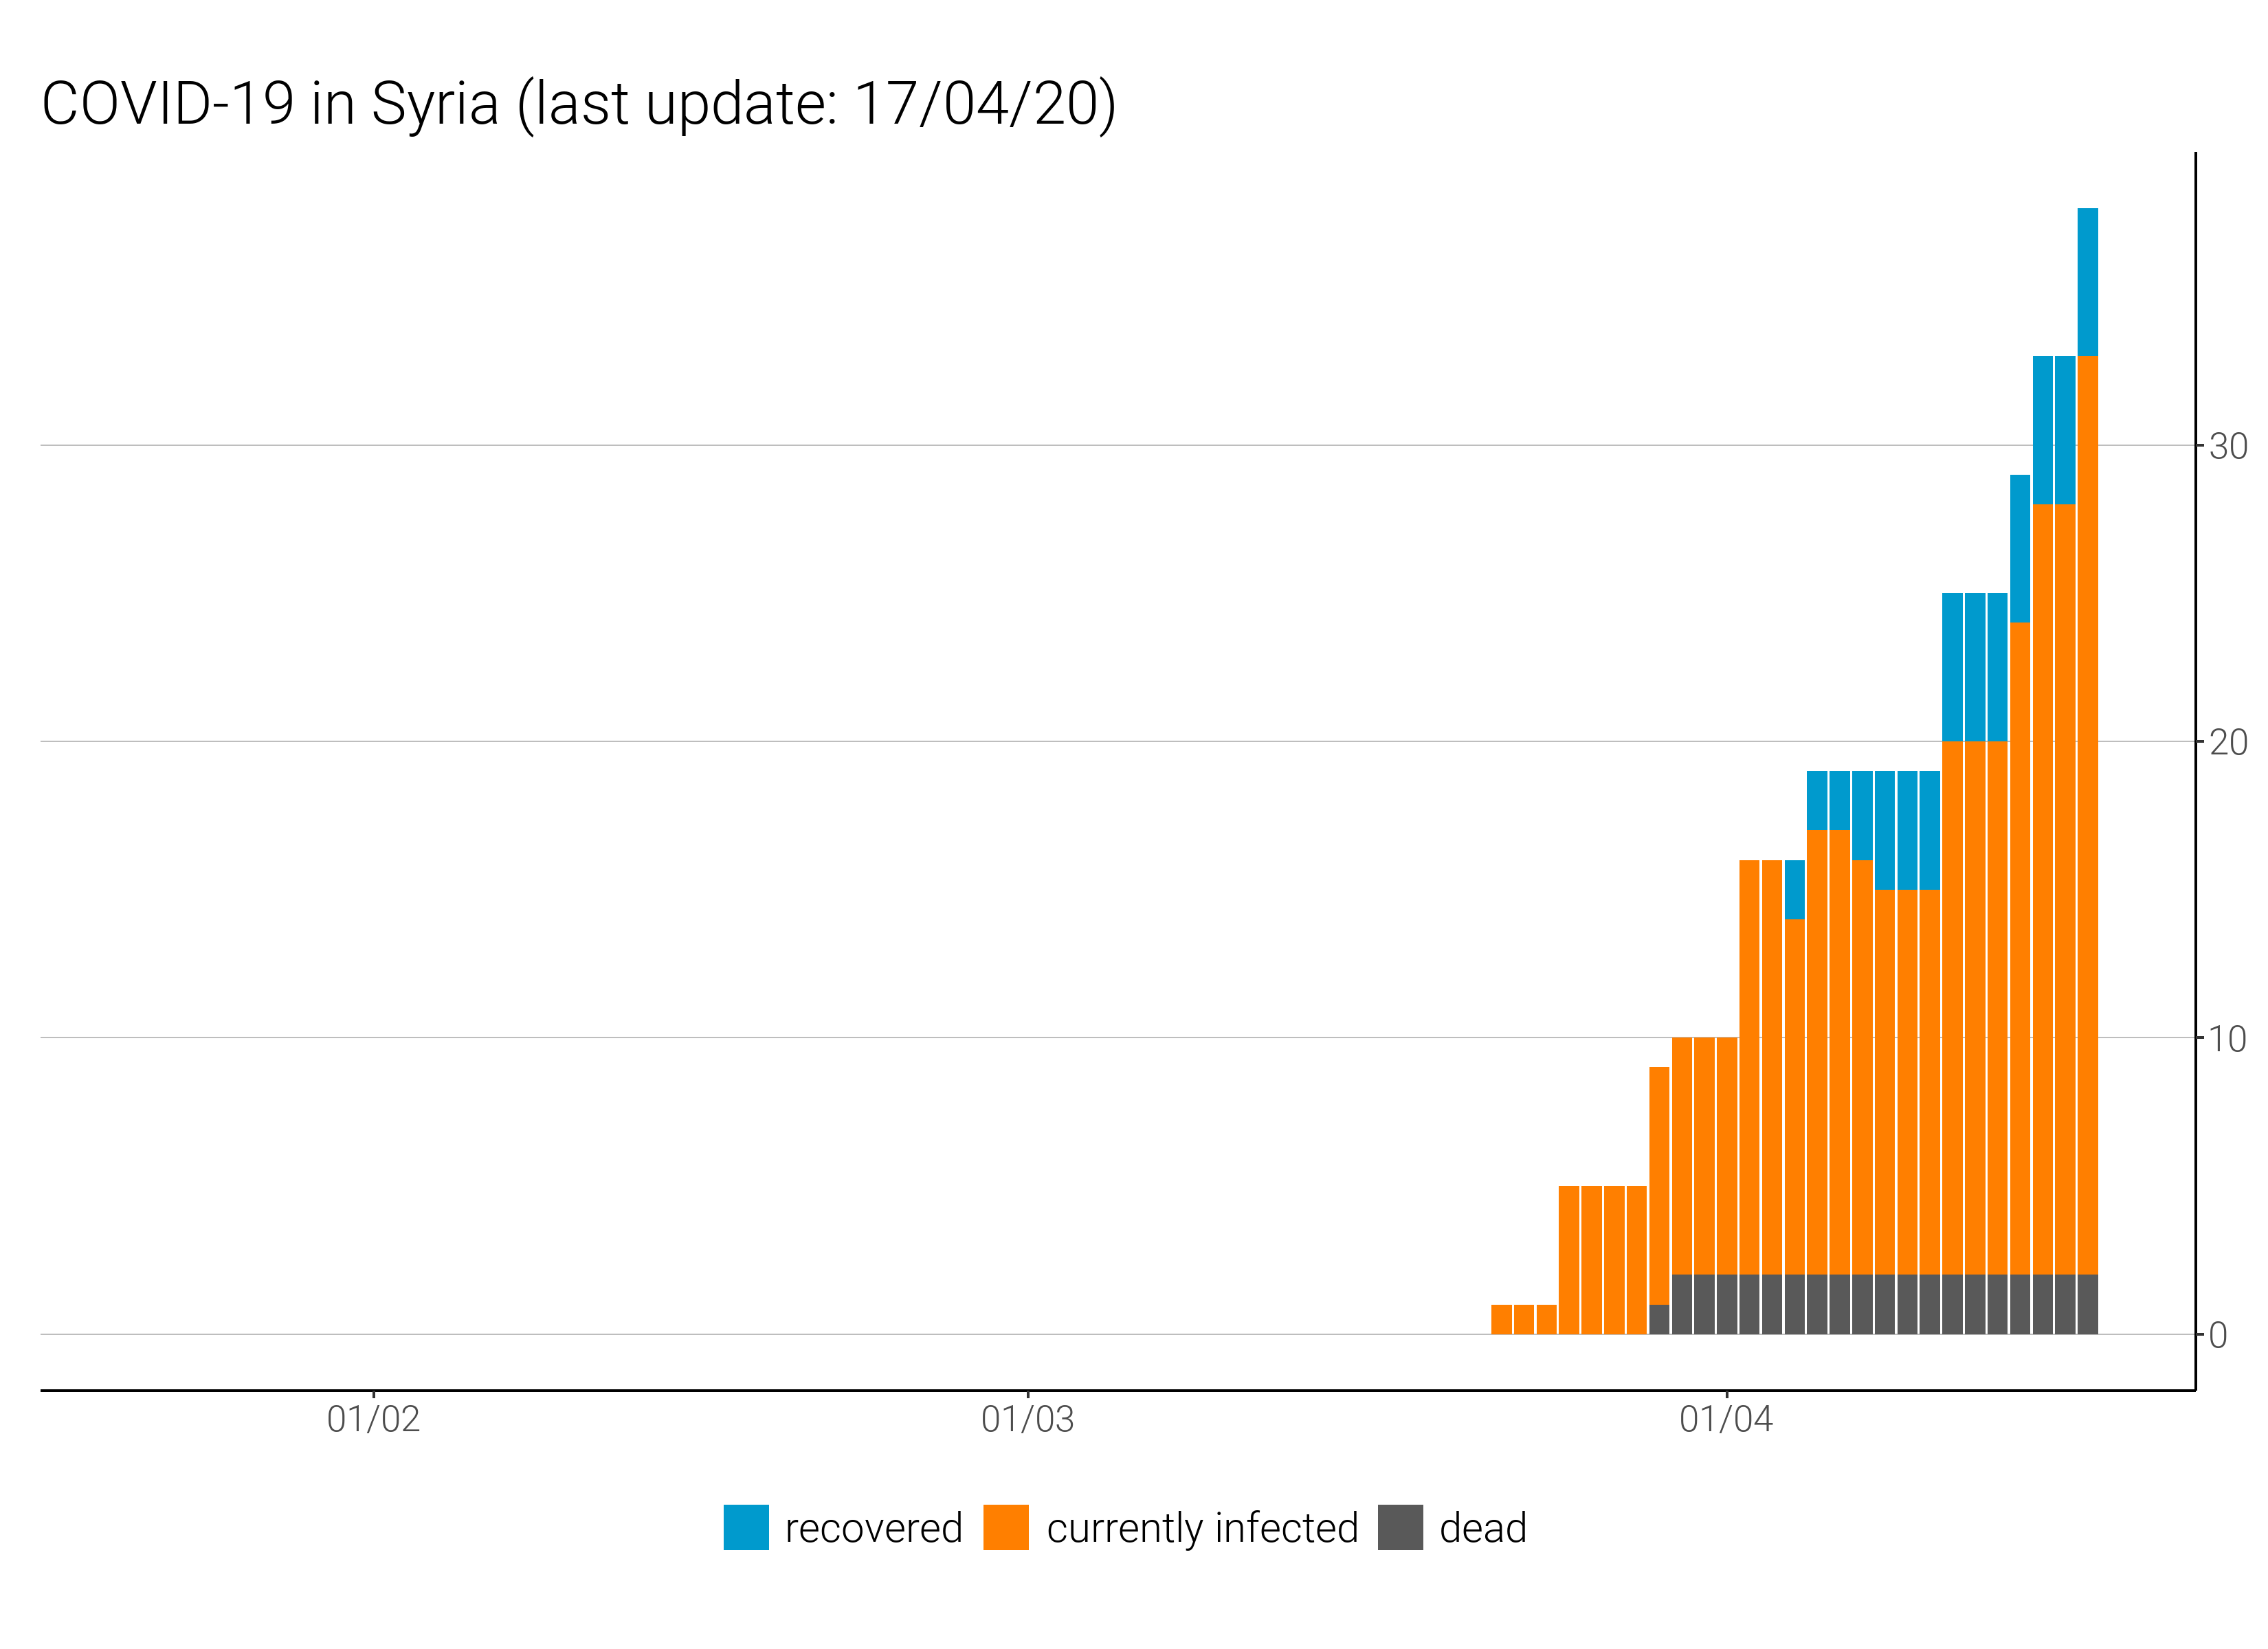 COVID-19 in Syria (last update: 17/04/20)
30
20
10
0
01/02 01/03 01/04
recovered currently infected dead